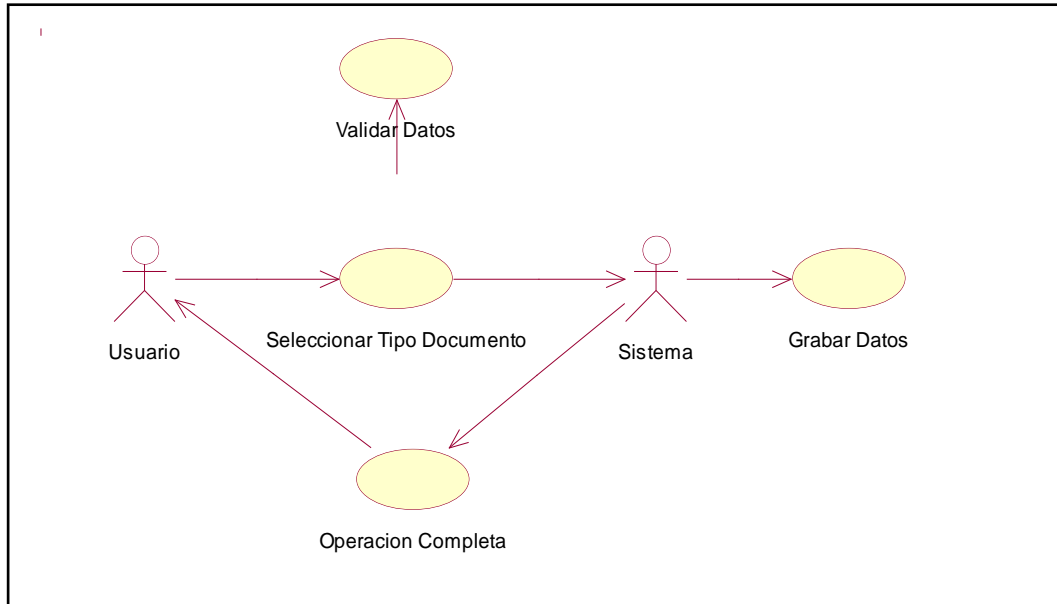 Validar Datos
Usuario
Seleccionar Tipo Documento
Sistema
Grabar Datos
Operacion Completa